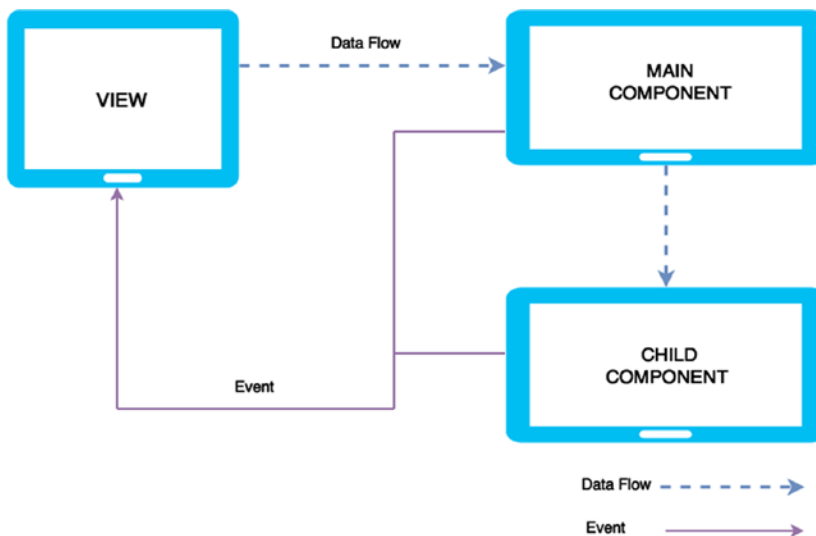 Data Flow
VIEW
MAIN
COMPONENT
CHILD
COMPONENT
Event
Data Flow
Event